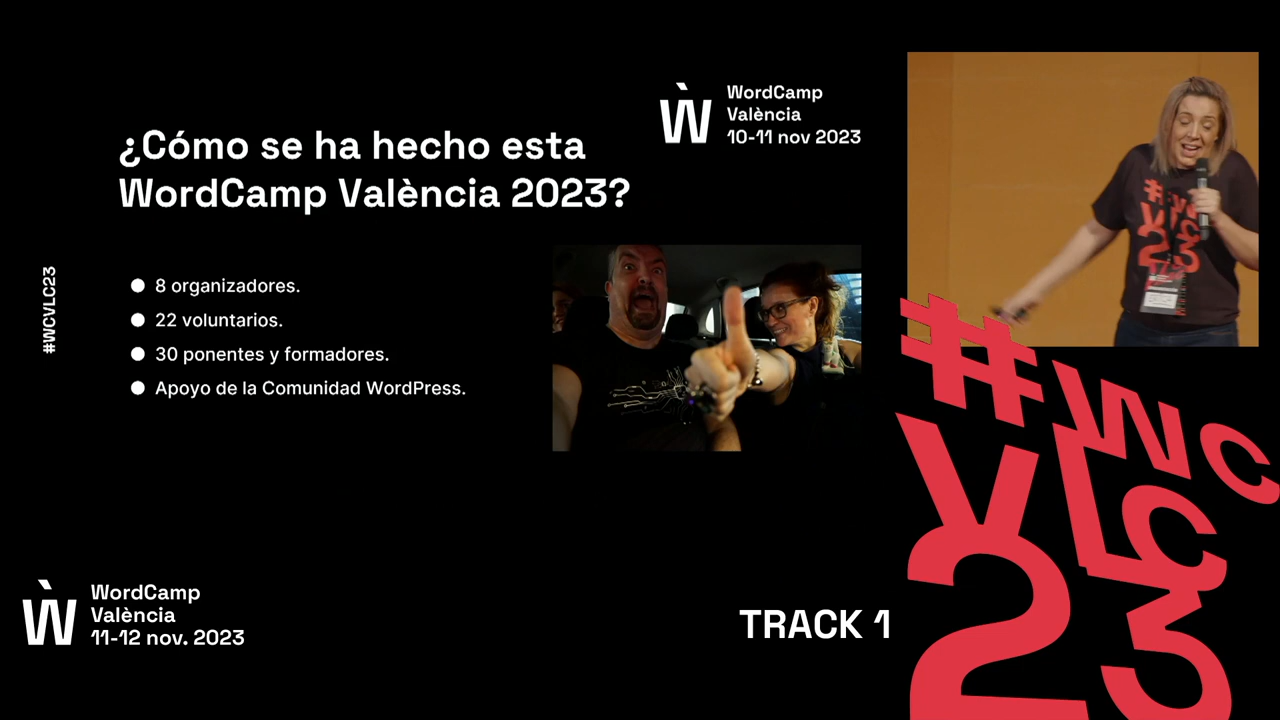 WordCamp
València
10-11 nov 2023
¿Cómo se ha hecho esta
WordCamp València 2023?
#WCVLC23
8 organizadores.
22 voluntarios.
30 ponentes y formadores.
Apoyo de la Comunidad WordPress.
WordCamp
València
11-12 nov. 2023
TRACK 1
#WC
VLC
23